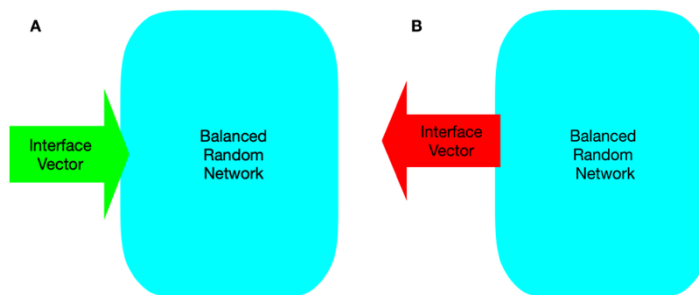 A
Interface
Vector
Balanced
Random
Network
B
Interface
Vector
Balanced
Random
Network